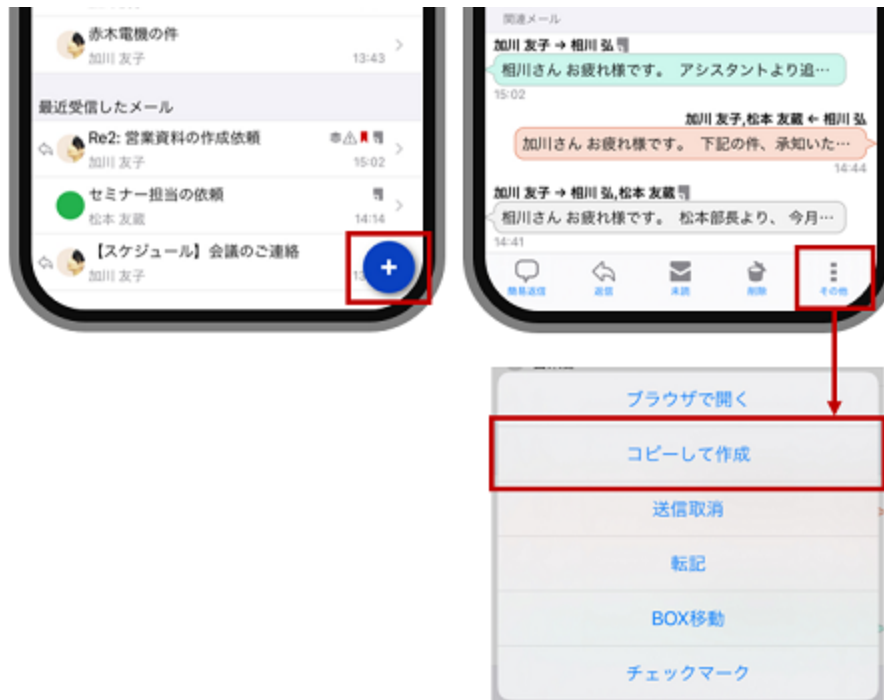 赤木電機の件
加川 友子
13:43
最近受信したメール
Re2: 営業資料の作成依頼
加川 友子
15:02
セミナー担当の依頼
松本 友蔵
14:14
【スケジュール】会議のご連絡
加川 友子
+
関連メール
加川 友子 → 相川 弘
相川さん お疲れ様です。 アシスタントより追…
15:02
加川 友子,松本 友蔵 ← 相川 弘
加川さん お疲れ様です。 下記の件、承知いた…
14:44
加川 友子 → 相川 弘,松本 友蔵
相川さん お疲れ様です。 松本部長より、 今月…
14:41
簡易返信 返信 未読 削除 その他
ブラウザで開く
コピーして作成
送信取消
転記
BOX移動
チェックマーク